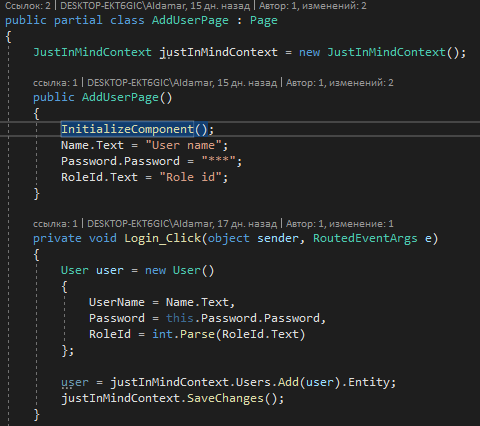 Ссылок: 2 | DESKTOP-EKT6GIC\Aldamar, 15 дн. назад | Автор: 1, изменений: 2
public partial class AddUserPage : Page
{
JustInMindContext justInMindContext = new JustInMindContext();
ссылка: 1 | DESKTOP-EKT6GIC\Aldamar, 15 дн. назад | Автор: 1, изменений: 2
public AddUserPage()
{
InitializeComponent();
Name.Text = "User name";
Password.Password = "***";
RoleId.Text = "Role id";
}
ссылка: 1 | DESKTOP-EKT6GIC\Aldamar, 17 дн. назад | Автор: 1, изменение: 1
private void Login_Click(object sender, RoutedEventArgs e)
{
User user = new User()
{
UserName = Name.Text,
Password = this.Password.Password,
RoleId = int.Parse(RoleId.Text)
};
user = justInMindContext.Users.Add(user).Entity;
justInMindContext.SaveChanges();
}